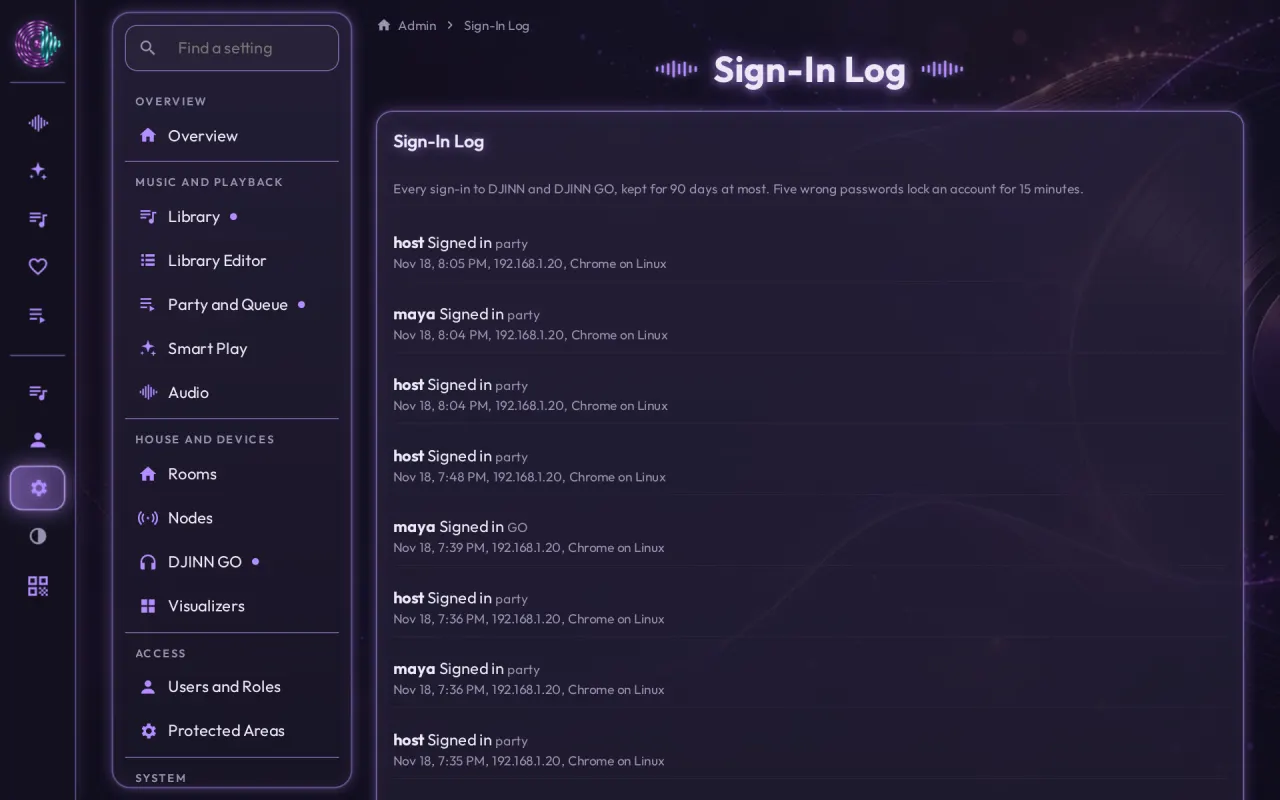 Find a setting
OVERVIEW
Overview
MUSIC AND PLAYBACK
Library
Library Editor
Party and Queue
Smart Play
Audio
HOUSE AND DEVICES
Rooms
Nodes
DJINN GO
Visualizers
ACCESS
Users and Roles
Protected Areas
SYSTEM
Admin > Sign-In Log
Sign-In Log
Sign-In Log
Every sign-in to DJINN and DJINN GO, kept for 90 days at most. Five wrong passwords lock an account for 15 minutes.
host Signed in party
Nov 18, 8:05 PM, 192.168.1.20, Chrome on Linux
maya Signed in party
Nov 18, 8:04 PM, 192.168.1.20, Chrome on Linux
host Signed in party
Nov 18, 8:04 PM, 192.168.1.20, Chrome on Linux
host Signed in party
Nov 18, 7:48 PM, 192.168.1.20, Chrome on Linux
maya Signed in GO
Nov 18, 7:39 PM, 192.168.1.20, Chrome on Linux
host Signed in party
Nov 18, 7:36 PM, 192.168.1.20, Chrome on Linux
maya Signed in party
Nov 18, 7:36 PM, 192.168.1.20, Chrome on Linux
host Signed in party
Nov 18, 7:35 PM, 192.168.1.20, Chrome on Linux